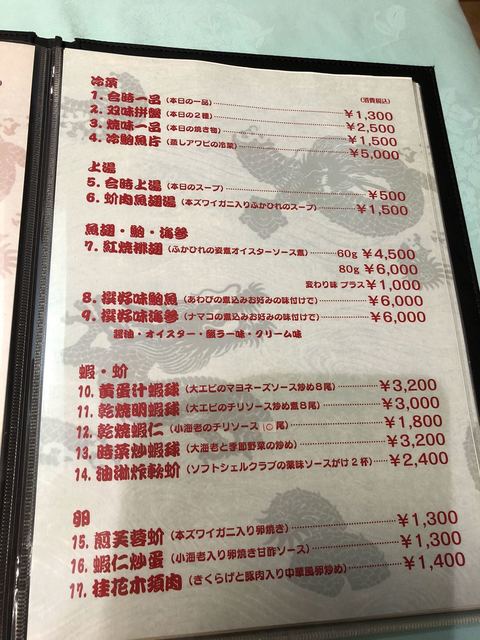 冷菜
(消費税込)
1. 合時一品 (本日の一品) ¥1,300
2. 双味拼盤 (本日の2種) ¥2,500
3. 焼味一品 (本日の焼き物) ¥1,500
4. 冷鮑魚片 (蒸しアワビの冷菜) ¥5,000
上湯
5. 合時上湯 (本日のスープ) ¥500
6. 蚧肉魚翅湯 (本ズワイガニ入りふかひれのスープ) ¥1,500
魚翅・鮑・海参
7. 紅焼排翅 (ふかひれの姿煮オイスターソース煮) 60g ¥4,500
80g ¥6,000
変わり味 プラス ¥1,000
8. 撰好味鮑魚 (あわびの煮込みお好みの味付けで) ¥6,000
9. 撰好味海参 (ナマコの煮込みお好みの味付けで) ¥6,000
醤油・オイスター・醬ラー味・クリーム味
蝦・蚧
10. 黄蛋汁蝦球 (大エビのマヨネーズソース炒め8尾) ¥3,200
11. 乾焼明蝦球 (大エビのチリソース炒め煮8尾) ¥3,000
12. 乾焼蝦仁 (小海老のチリソース 10尾) ¥1,800
13. 時菜炒蝦球 (大海老と季節野菜の炒め) ¥3,200
14. 油淋炸軟蚧 (ソフトシェルクラブの薬味ソースがけ2杯) ¥2,400
卵
15. 煎芙蓉蚧 (本ズワイガニ入り卵焼き) ¥1,300
16. 蝦仁炒蛋 (小海老入り卵焼き甘酢ソース) ¥1,300
17. 桂花木須肉 (きくらげと豚肉入り中華風卵炒め) ¥1,400